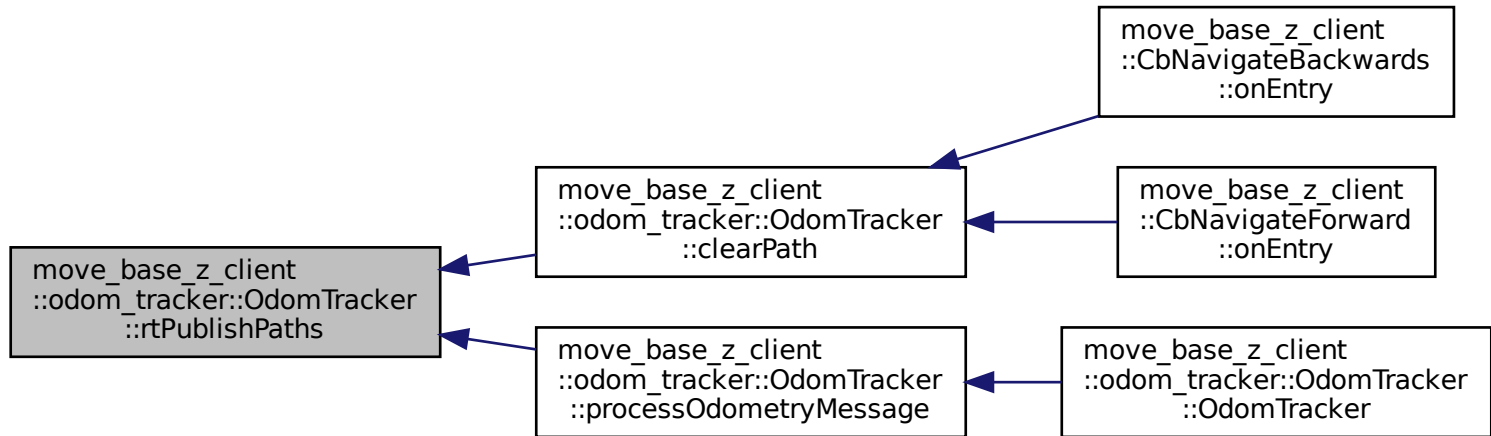 move_base_z_client
::odom_tracker::OdomTracker
::rtPublishPaths
move_base_z_client
::odom_tracker::OdomTracker
::clearPath
move_base_z_client
::CbNavigateBackwards
::onEntry
move_base_z_client
::CbNavigateForward
::onEntry
move_base_z_client
::odom_tracker::OdomTracker
::processOdometryMessage
move_base_z_client
::odom_tracker::OdomTracker
::OdomTracker